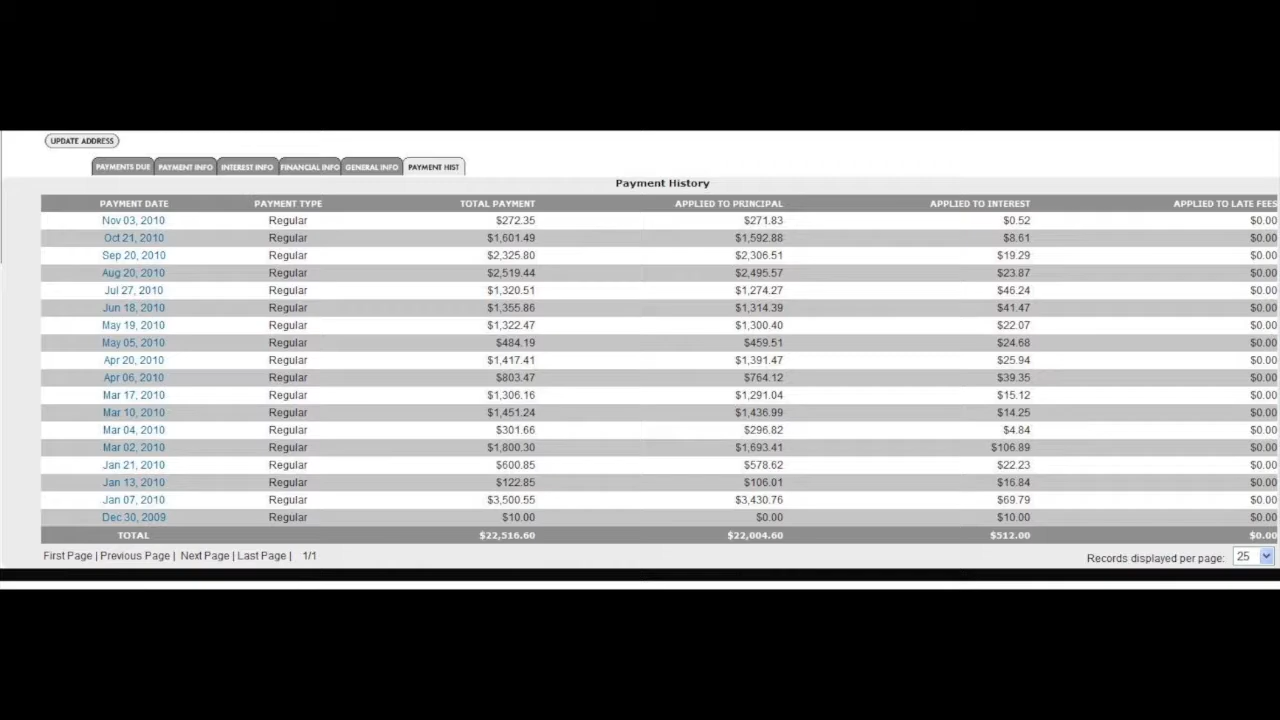 UPDATE ADDRESS
PAYMENTS DUE PAYMENT INFO INTEREST INFO FINANCIAL INFO GENERAL INFO PAYMENT HIST
Payment History
PAYMENT DATE PAYMENT TYPE TOTAL PAYMENT APPLIED TO PRINCIPAL APPLIED TO INTEREST APPLIED TO LATE FEES
Nov 03, 2010 Regular $272.35 $271.83 $0.52 $0.00
Oct 21, 2010 Regular $1,601.49 $1,592.88 $8.61 $0.00
Sep 20, 2010 Regular $2,325.80 $2,306.51 $19.29 $0.00
Aug 20, 2010 Regular $2,519.44 $2,495.57 $23.87 $0.00
Jul 27, 2010 Regular $1,320.51 $1,274.27 $46.24 $0.00
Jun 18, 2010 Regular $1,355.86 $1,314.39 $41.47 $0.00
May 19, 2010 Regular $1,322.47 $1,300.40 $22.07 $0.00
May 05, 2010 Regular $484.19 $459.51 $24.68 $0.00
Apr 20, 2010 Regular $1,417.41 $1,391.47 $25.94 $0.00
Apr 06, 2010 Regular $803.47 $764.12 $39.35 $0.00
Mar 17, 2010 Regular $1,306.16 $1,291.04 $15.12 $0.00
Mar 10, 2010 Regular $1,451.24 $1,436.99 $14.25 $0.00
Mar 04, 2010 Regular $301.66 $296.82 $4.84 $0.00
Mar 02, 2010 Regular $1,800.30 $1,693.41 $106.89 $0.00
Jan 21, 2010 Regular $600.85 $578.62 $22.23 $0.00
Jan 13, 2010 Regular $122.85 $106.01 $16.84 $0.00
Jan 07, 2010 Regular $3,500.55 $3,430.76 $69.79 $0.00
Dec 30, 2009 Regular $10.00 $0.00 $10.00 $0.00
TOTAL $22,516.60 $22,004.60 $512.00 $0.00
First Page | Previous Page | Next Page | Last Page | 1/1 Records displayed per page: 25